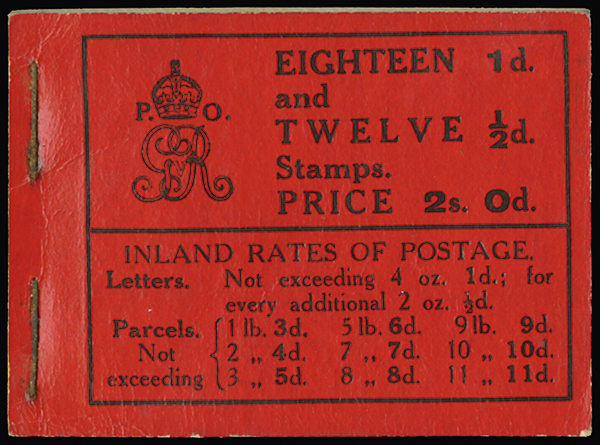 P. O.
GvR
EIGHTEEN 1d.
and
TWELVE ½d.
Stamps.
PRICE 2s. 0d.
INLAND RATES OF POSTAGE.
Letters. Not exceeding 4 oz. 1d.; for
every additional 2 oz. ½d.
Parcels. { 1 lb. 3d. 5 lb. 6d. 9 lb. 9d.
Not { 2 ,, 4d. 7 ,, 7d. 10 ,, 10d.
exceeding { 3 ,, 5d. 8 ,, 8d. 11 ,, 11d.